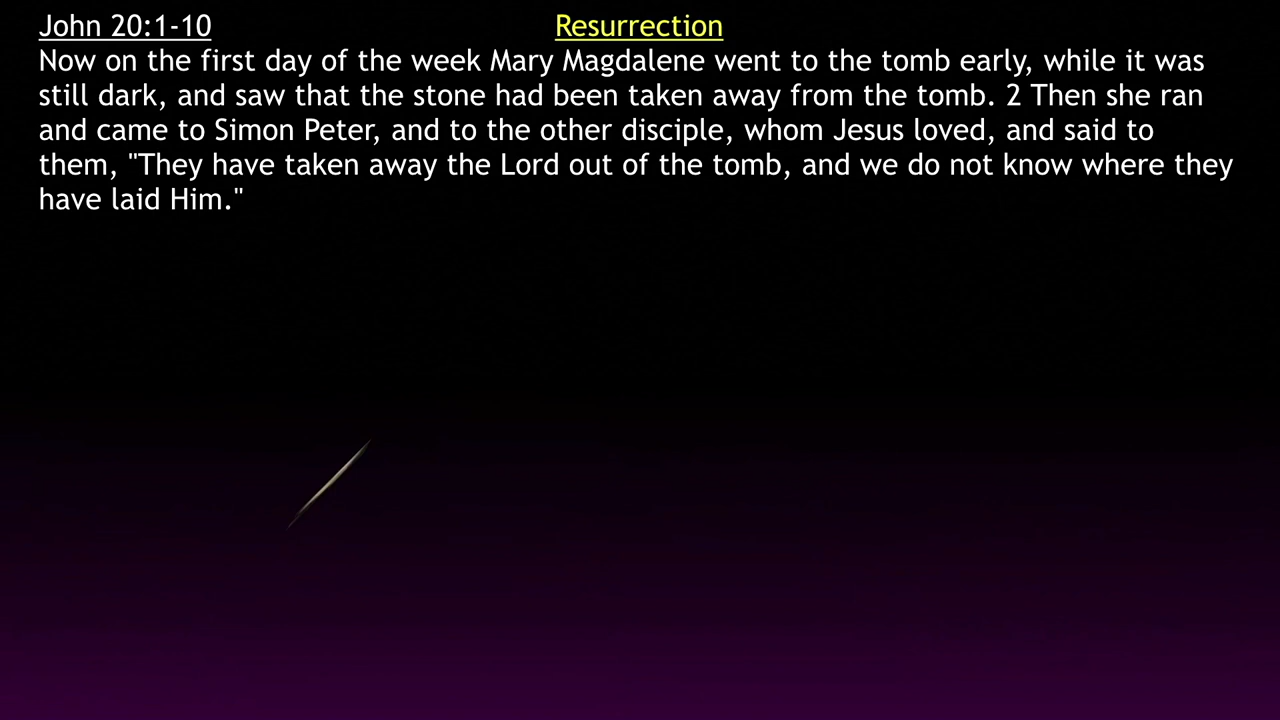 John 20:1-10 Resurrection
Now on the first day of the week Mary Magdalene went to the tomb early, while it was
still dark, and saw that the stone had been taken away from the tomb. 2 Then she ran
and came to Simon Peter, and to the other disciple, whom Jesus loved, and said to
them, "They have taken away the Lord out of the tomb, and we do not know where they
have laid Him."